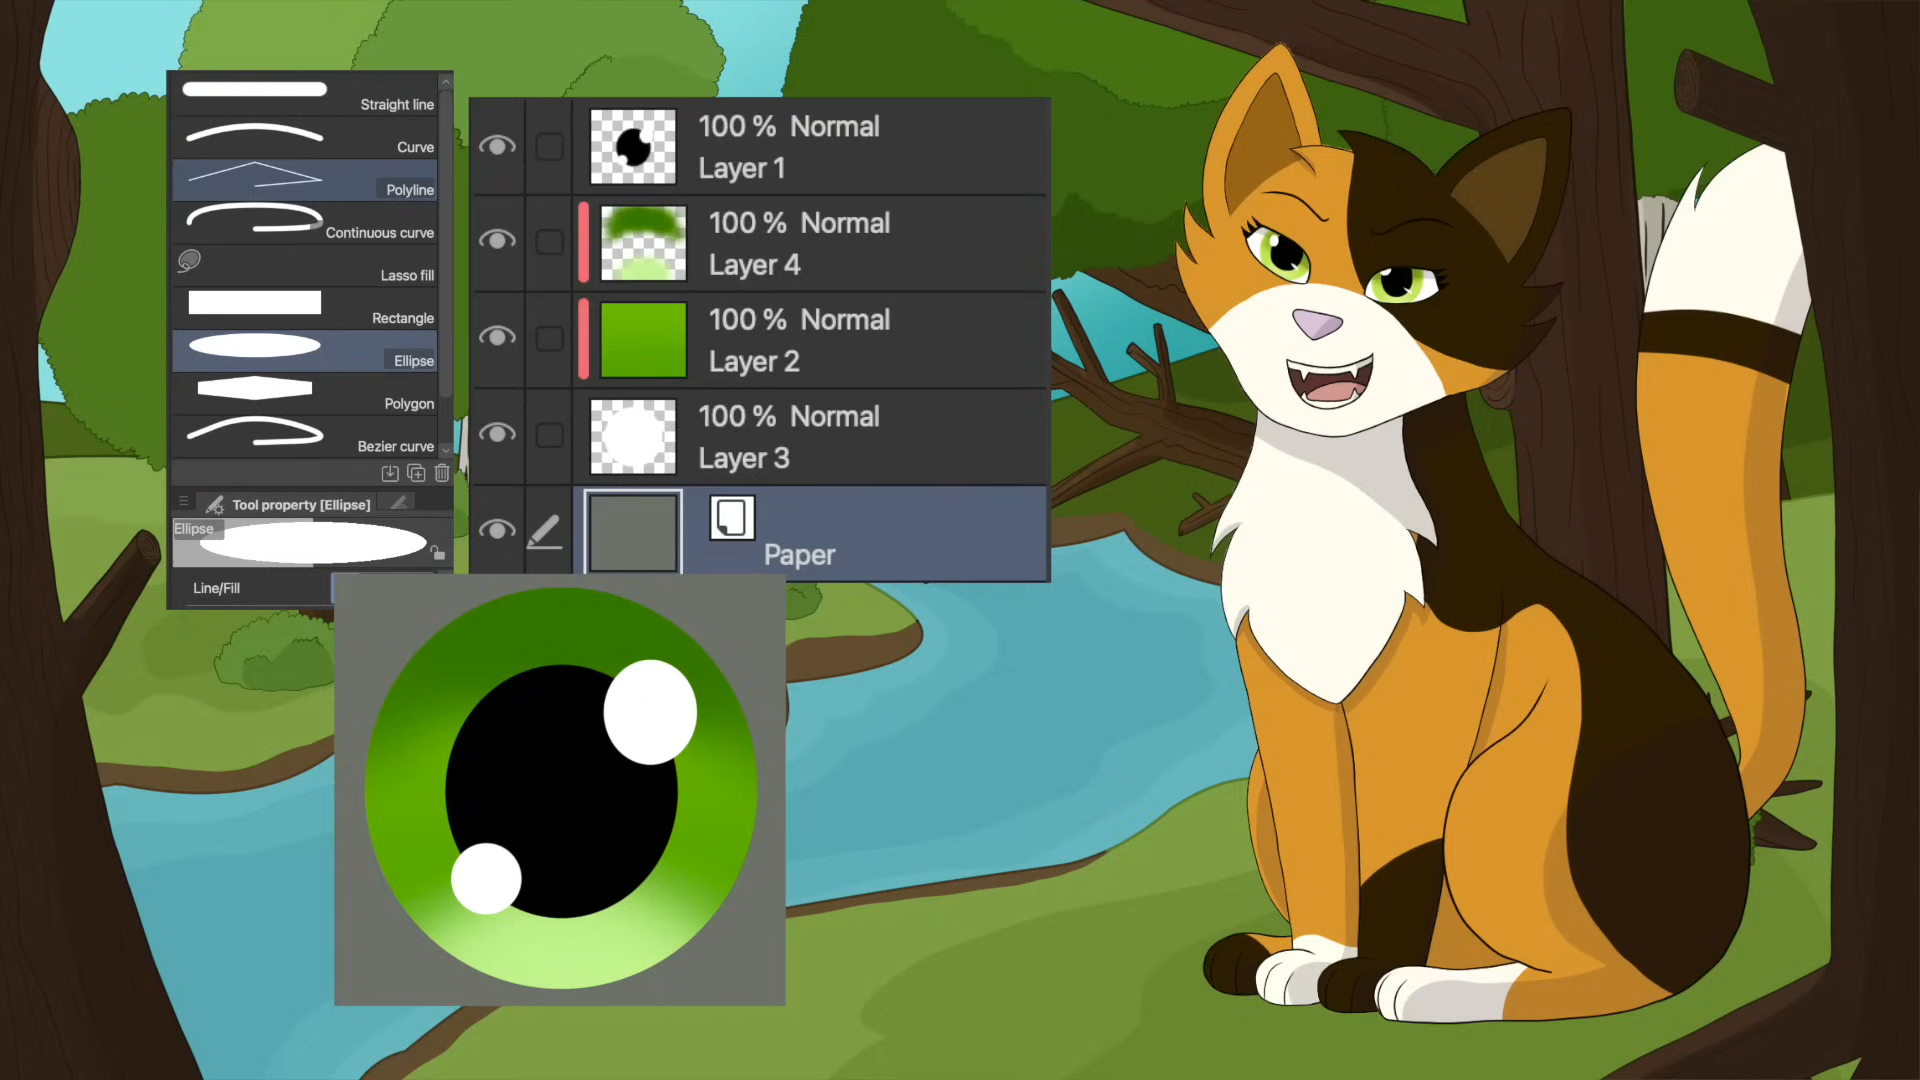 Straight line
Curve
Polyline
Continuous curve
Lasso fill
Rectangle
Ellipse
Polygon
Bezier curve
Tool property [Ellipse]
Ellipse
Line/Fill
100 % Normal
Layer 1
100 % Normal
Layer 4
100 % Normal
Layer 2
100 % Normal
Layer 3
Paper